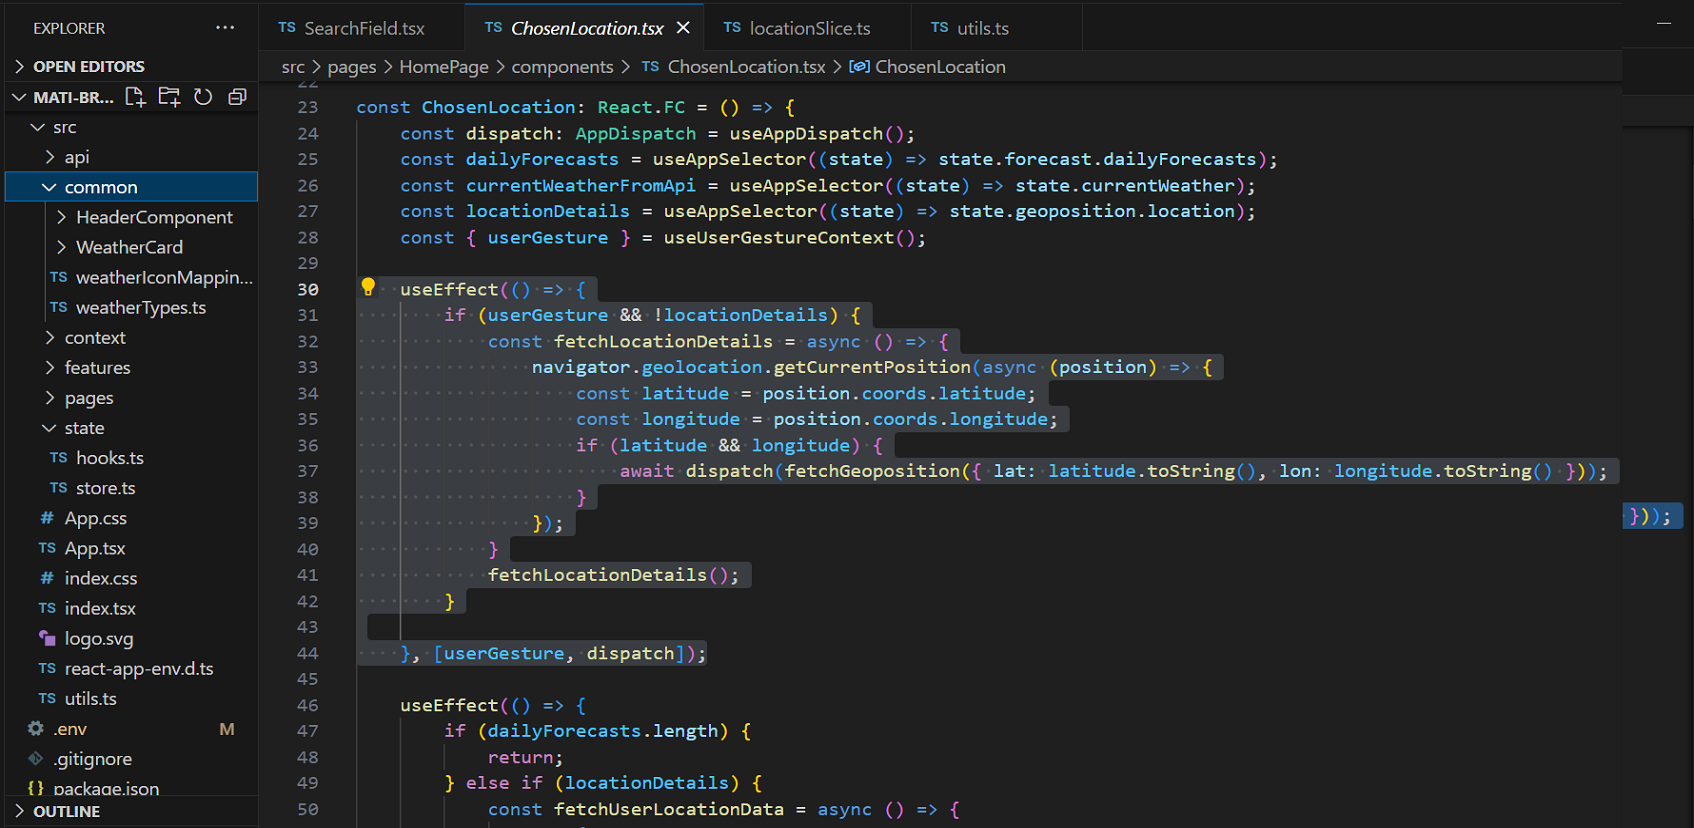 EXPLORER
OPEN EDITORS
MATI-BR...
src
api
common
HeaderComponent
WeatherCard
TS weatherIconMappin...
TS weatherTypes.ts
context
features
pages
state
TS hooks.ts
TS store.ts
# App.css
TS App.tsx
# index.css
TS index.tsx
logo.svg
TS react-app-env.d.ts
TS utils.ts
.env M
.gitignore
{} package.json
OUTLINE
TS SearchField.tsx
TS ChosenLocation.tsx
TS locationSlice.ts
TS utils.ts
src > pages > HomePage > components > TS ChosenLocation.tsx > ChosenLocation
22
23 const ChosenLocation: React.FC = () => {
24 const dispatch: AppDispatch = useAppDispatch();
25 const dailyForecasts = useAppSelector((state) => state.forecast.dailyForecasts);
26 const currentWeatherFromApi = useAppSelector((state) => state.currentWeather);
27 const locationDetails = useAppSelector((state) => state.geoposition.location);
28 const { userGesture } = useUserGestureContext();
29
30 useEffect(() => {
31 if (userGesture && !locationDetails) {
32 const fetchLocationDetails = async () => {
33 navigator.geolocation.getCurrentPosition(async (position) => {
34 const latitude = position.coords.latitude;
35 const longitude = position.coords.longitude;
36 if (latitude && longitude) {
37 await dispatch(fetchGeoposition({ lat: latitude.toString(), lon: longitude.toString() }));
38 }
39 });
40 }
41 fetchLocationDetails();
42 }
43
44 }, [userGesture, dispatch]);
45
46 useEffect(() => {
47 if (dailyForecasts.length) {
48 return;
49 } else if (locationDetails) {
50 const fetchUserLocationData = async () => {
}));